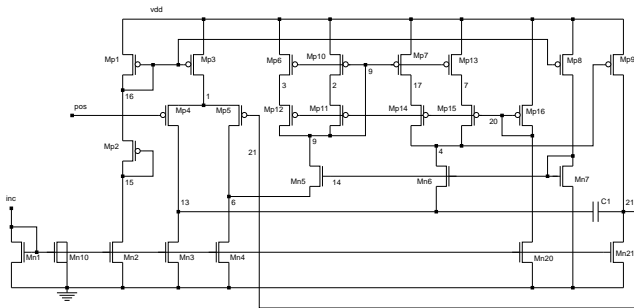 vdd
Mp1
Mp3
Mp6
Mp10
9
Mp7
Mp13
Mp8
Mp9
16
1
3
2
17
7
pos
Mp4
Mp5
Mp12
Mp11
Mp14
Mp15
20
Mp16
Mp2
21
9
4
15
Mn5
14
Mn6
Mn7
inc
13
6
C1
21
Mn1
Mn10
Mn2
Mn3
Mn4
Mn20
Mn21